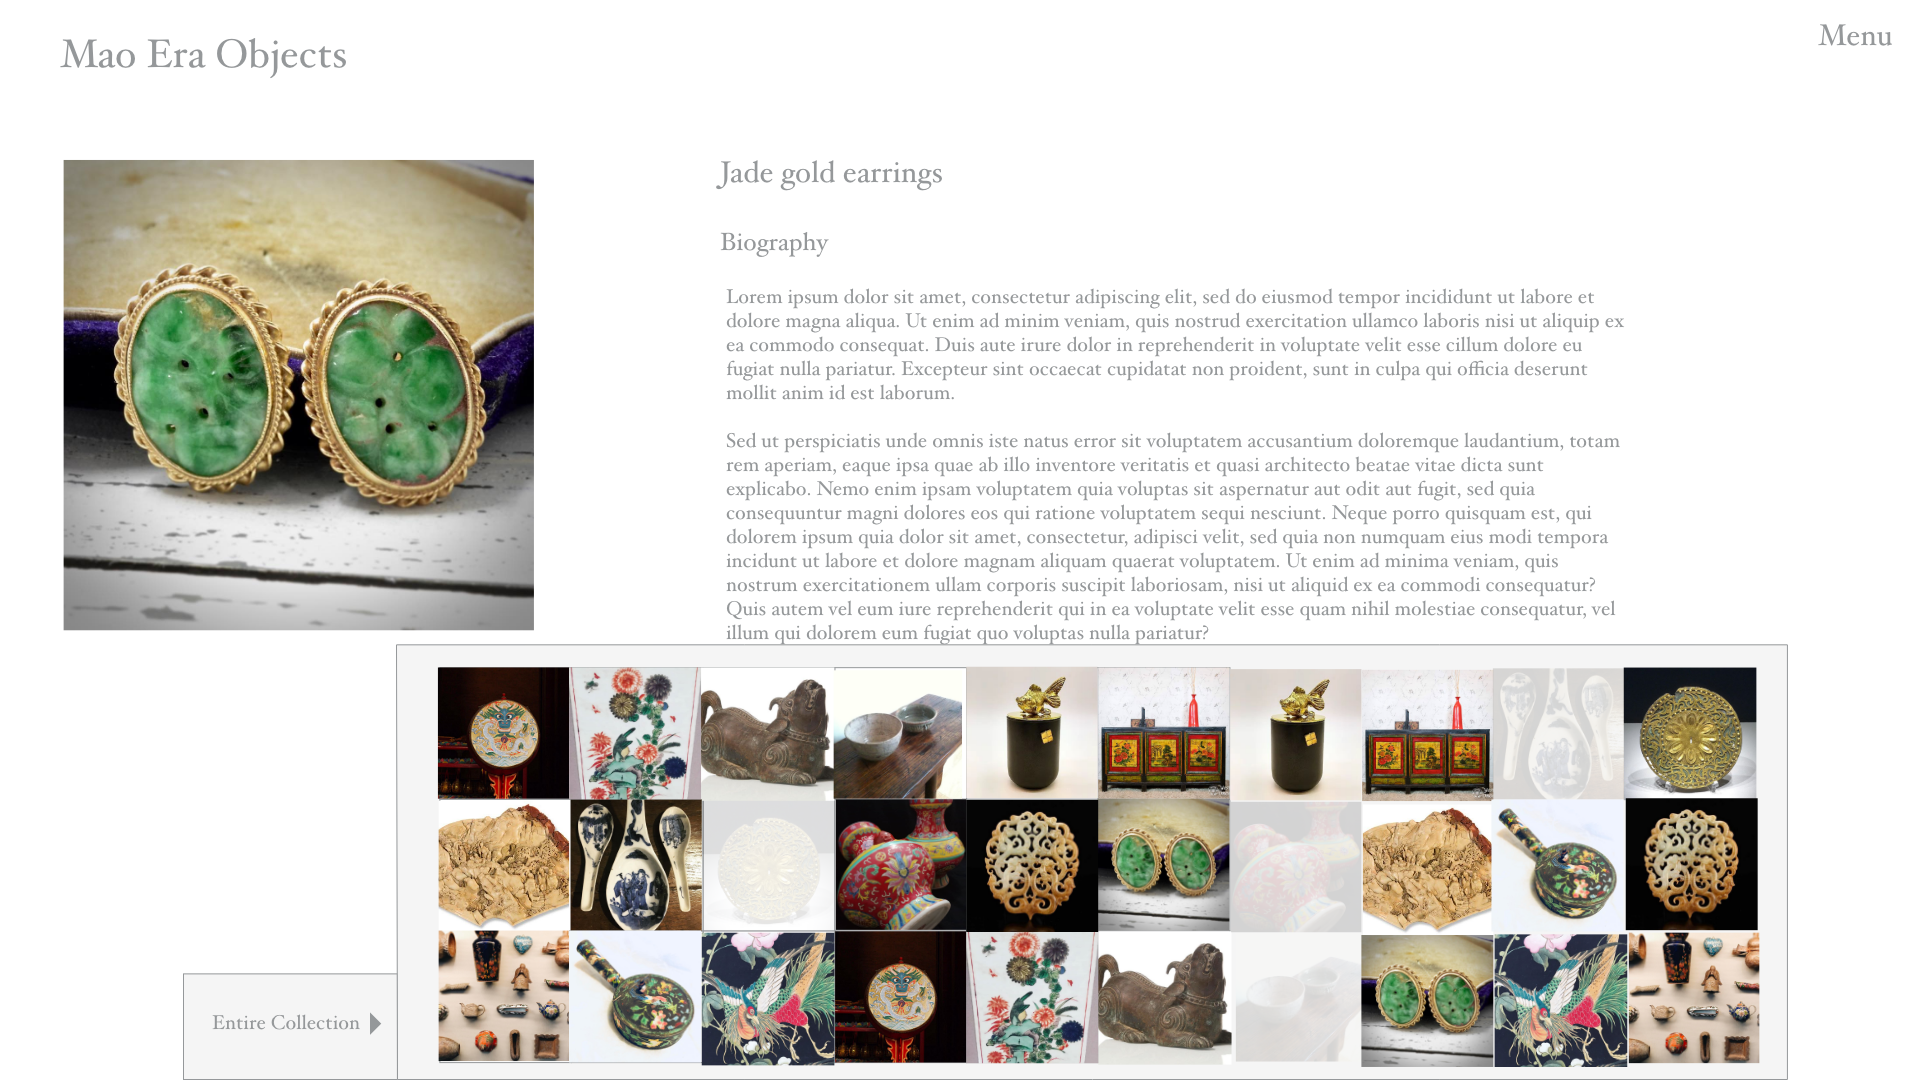 Mao Era Objects
Menu
Jade gold earrings
Biography
Lorem ipsum dolor sit amet, consectetur adipiscing elit, sed do eiusmod tempor incididunt ut labore et
dolore magna aliqua. Ut enim ad minim veniam, quis nostrud exercitation ullamco laboris nisi ut aliquip ex
ea commodo consequat. Duis aute irure dolor in reprehenderit in voluptate velit esse cillum dolore eu
fugiat nulla pariatur. Excepteur sint occaecat cupidatat non proident, sunt in culpa qui officia deserunt
mollit anim id est laborum.
Sed ut perspiciatis unde omnis iste natus error sit voluptatem accusantium doloremque laudantium, totam
rem aperiam, eaque ipsa quae ab illo inventore veritatis et quasi architecto beatae vitae dicta sunt
explicabo. Nemo enim ipsam voluptatem quia voluptas sit aspernatur aut odit aut fugit, sed quia
consequuntur magni dolores eos qui ratione voluptatem sequi nesciunt. Neque porro quisquam est, qui
dolorem ipsum quia dolor sit amet, consectetur, adipisci velit, sed quia non numquam eius modi tempora
incidunt ut labore et dolore magnam aliquam quaerat voluptatem. Ut enim ad minima veniam, quis
nostrum exercitationem ullam corporis suscipit laboriosam, nisi ut aliquid ex ea commodi consequatur?
Quis autem vel eum iure reprehenderit qui in ea voluptate velit esse quam nihil molestiae consequatur, vel
illum qui dolorem eum fugiat quo voluptas nulla pariatur?
Entire Collection